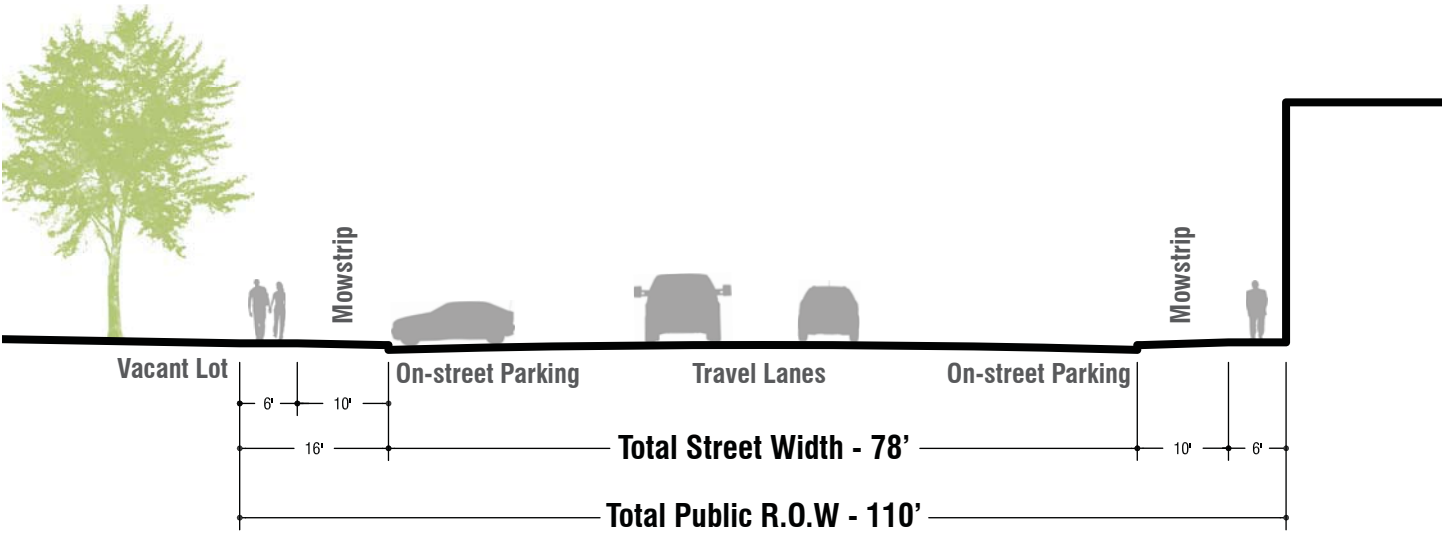 Mowstrip
Mowstrip
Vacant Lot
On-street Parking
Travel Lanes
On-street Parking
6'
10'
16'
Total Street Width - 78’
10'
6'
Total Public R.O.W - 110’